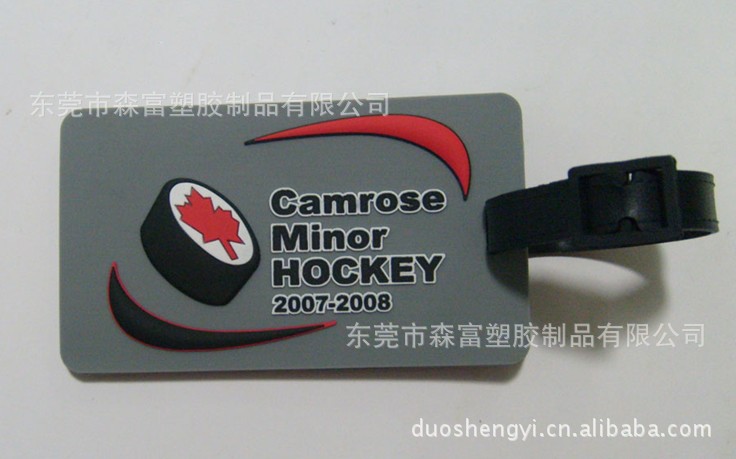 东莞市森富塑胶制品有限公司
Camrose
Minor
HOCKEY
2007-2008
东莞市森富塑胶制品有限公司
duoshengyi.cn.alibaba.com